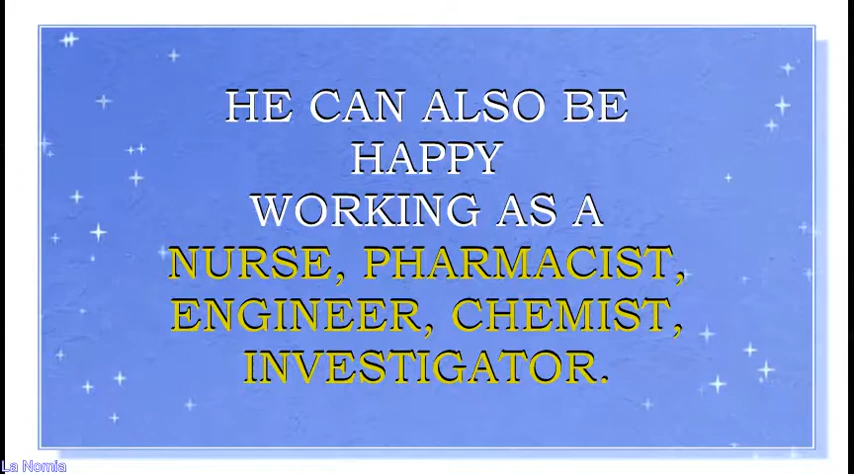 HE CAN ALSO BE
HAPPY
WORKING AS A
NURSE, PHARMACIST,
ENGINEER, CHEMIST,
INVESTIGATOR.
La Nomia